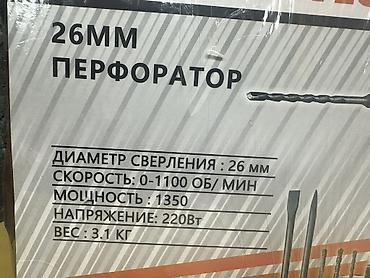 26ММ
ПЕРФОРАТОР
ДИАМЕТР СВЕРЛЕНИЯ : 26 мм
СКОРОСТЬ: 0-1100 ОБ/ МИН
МОЩНОСТЬ : 1350
НАПРЯЖЕНИЕ: 220Вт
ВЕС : 3.1 КГ